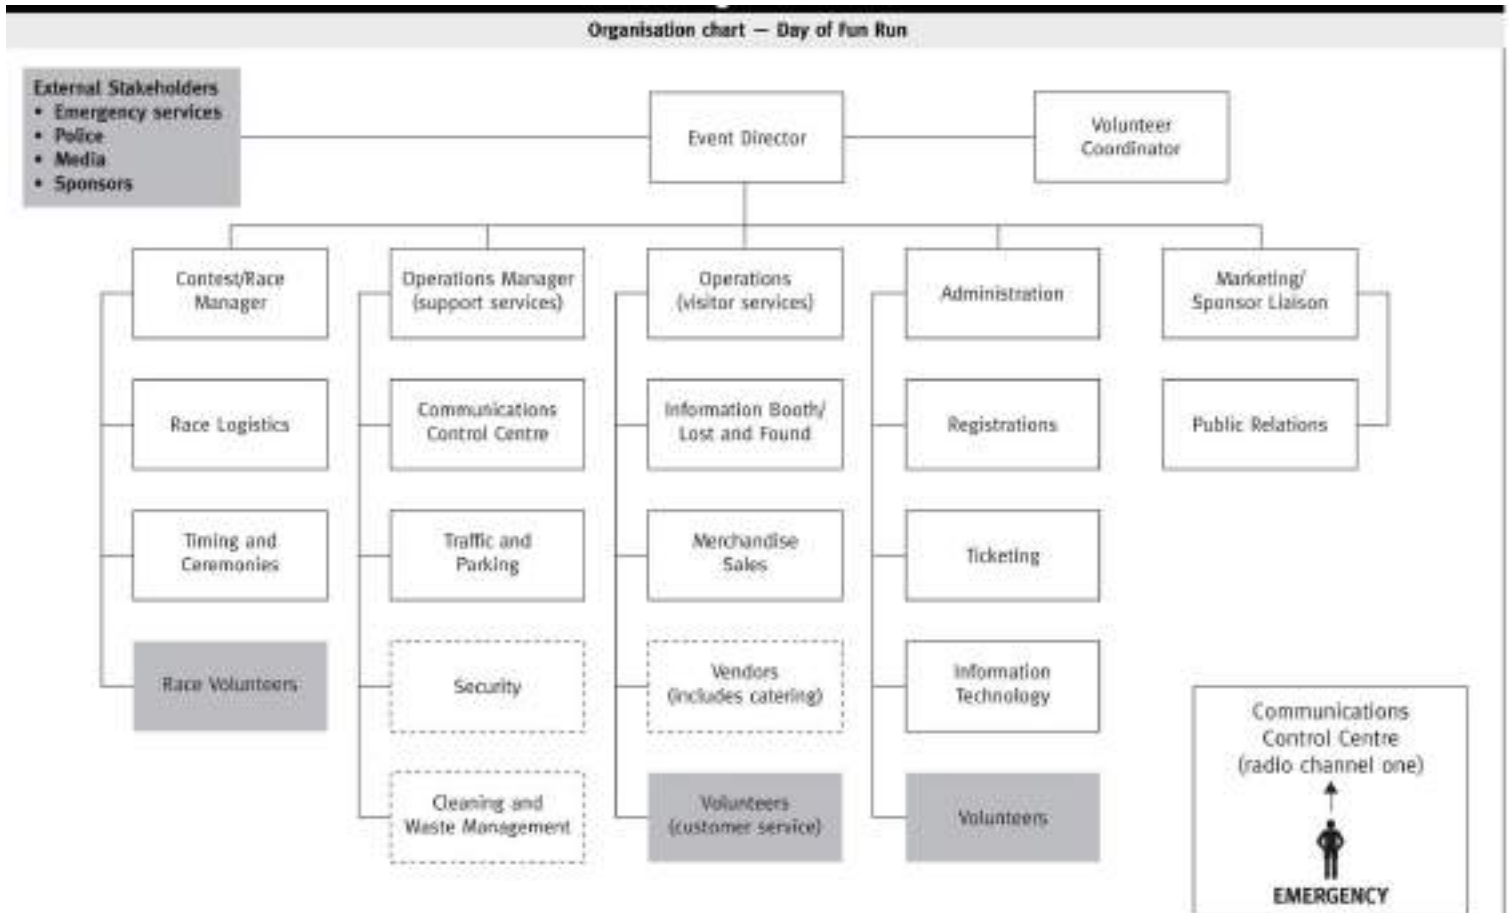 Organisation chart — Day of Fun Run
External Stakeholders
• Emergency services
• Police
• Media
• Sponsors
Event Director
Volunteer
Coordinator
Contest/Race
Manager
Operations Manager
(support services)
Operations
(visitor services)
Administration
Marketing/
Sponsor Liaison
Race Logistics
Communications
Control Centre
Information Booth/
Lost and Found
Registrations
Public Relations
Timing and
Ceremonies
Traffic and
Parking
Merchandise
Sales
Ticketing
Race Volunteers
Security
Vendors
(includes catering)
Information
Technology
Cleaning and
Waste Management
Volunteers
(customer service)
Volunteers
Communications
Control Centre
(radio channel one)
EMERGENCY